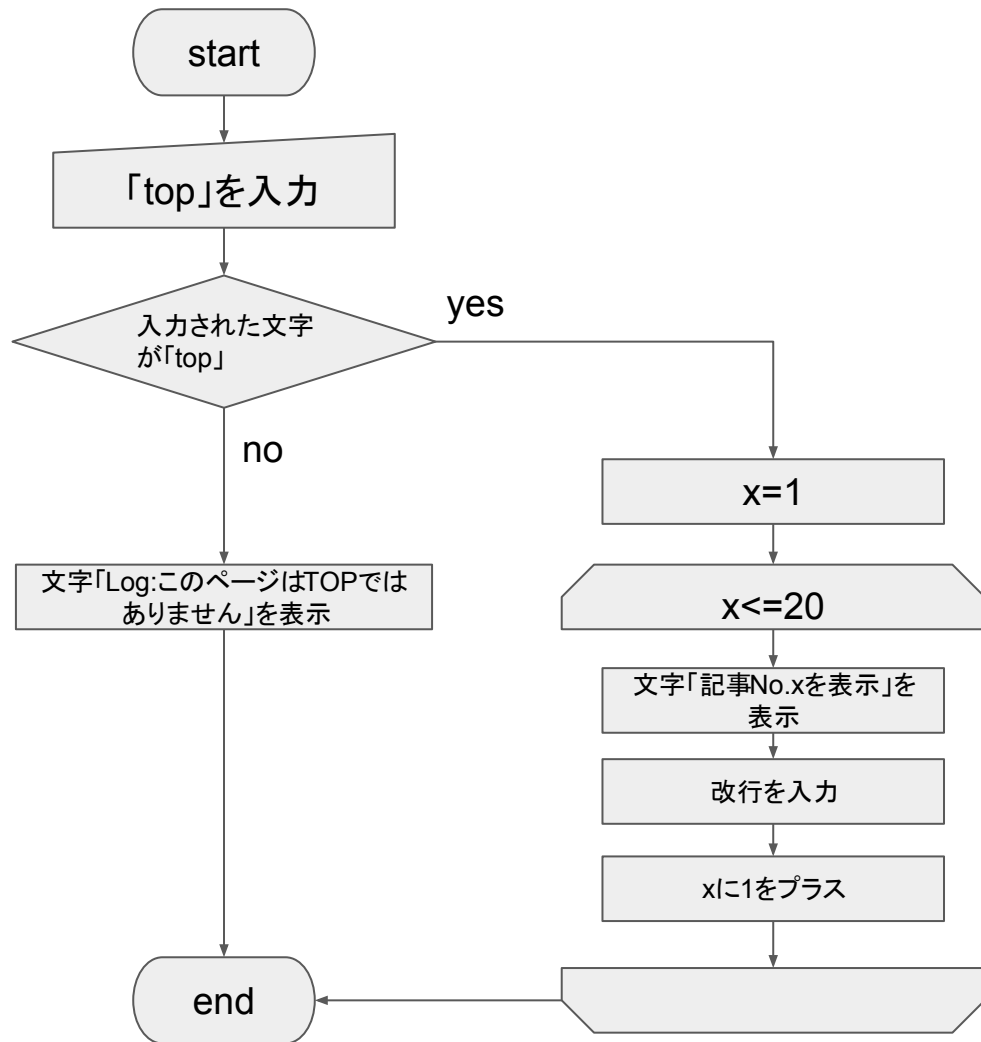 start
「top」を入力
入力された文字
が「top」
yes
no
文字「Log:このページはTOPでは
ありません」を表示
x=1
x<=20
文字「記事No.xを表示」を
表示
改行を入力
xに1をプラス
end